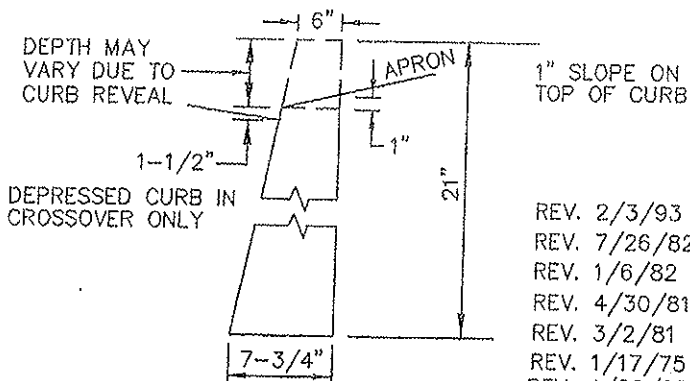 6"
DEPTH MAY
VARY DUE TO
CURB REVEAL
APRON
1" SLOPE ON
TOP OF CURB
1-1/2"
1"
21"
DEPRESSED CURB IN
CROSSOVER ONLY
REV. 2/3/93
REV. 7/26/82
REV. 1/6/82
REV. 4/30/81
REV. 3/2/81
REV. 1/17/75
7-3/4"